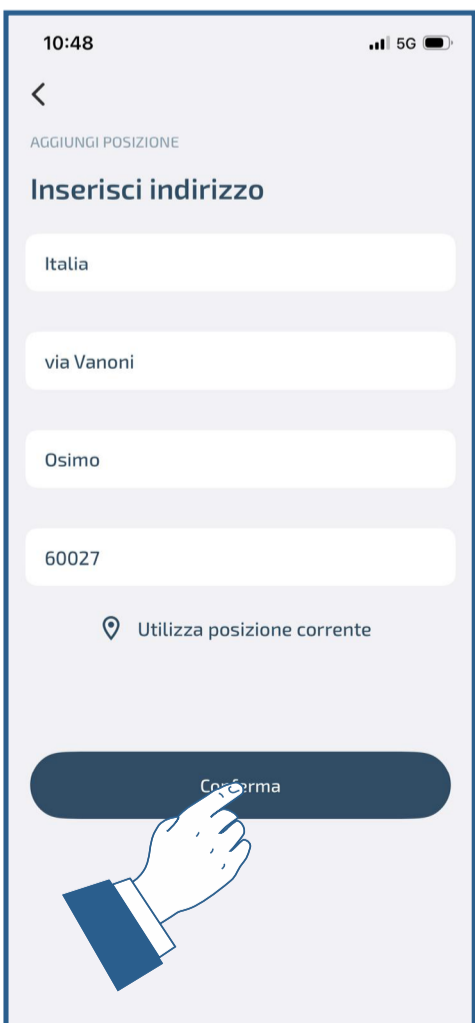 10:48
5G
AGGIUNGI POSIZIONE
Inserisci indirizzo
Italia
via Vanoni
Osimo
60027
Utilizza posizione corrente
Conferma